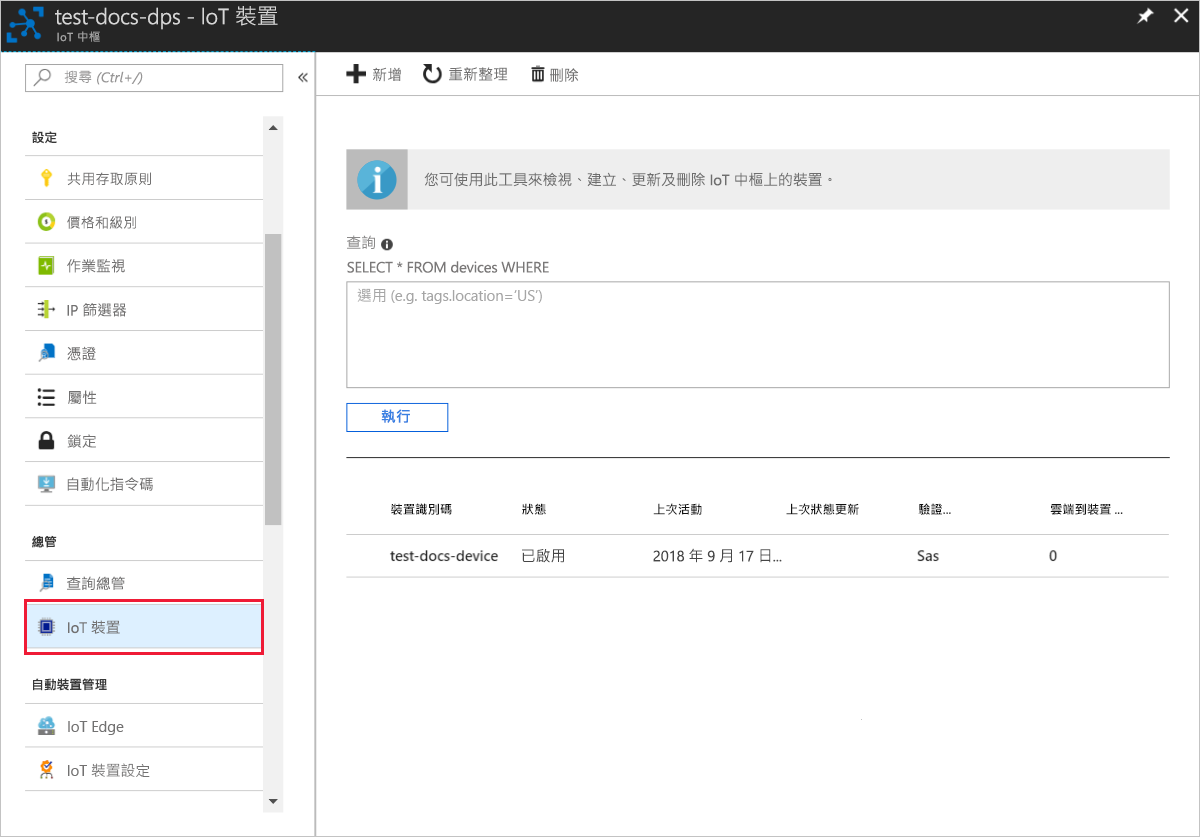 test-docs-dps - IoT 裝置
IoT 中樞
搜尋 (Ctrl+/)
«
設定
共用存取原則
價格和級別
作業監視
IP 篩選器
憑證
屬性
鎖定
自動化指令碼
總管
查詢總管
IoT 裝置
自動裝置管理
IoT Edge
IoT 裝置設定
新增 重新整理 刪除
您可使用此工具來檢視、建立、更新及刪除 IoT 中樞上的裝置。
查詢
SELECT * FROM devices WHERE
選用 (e.g. tags.location='US')
執行
裝置識別碼 狀態 上次活動 上次狀態更新 驗證... 雲端到裝置 ...
test-docs-device 已啟用 2018 年 9 月 17 日... Sas 0